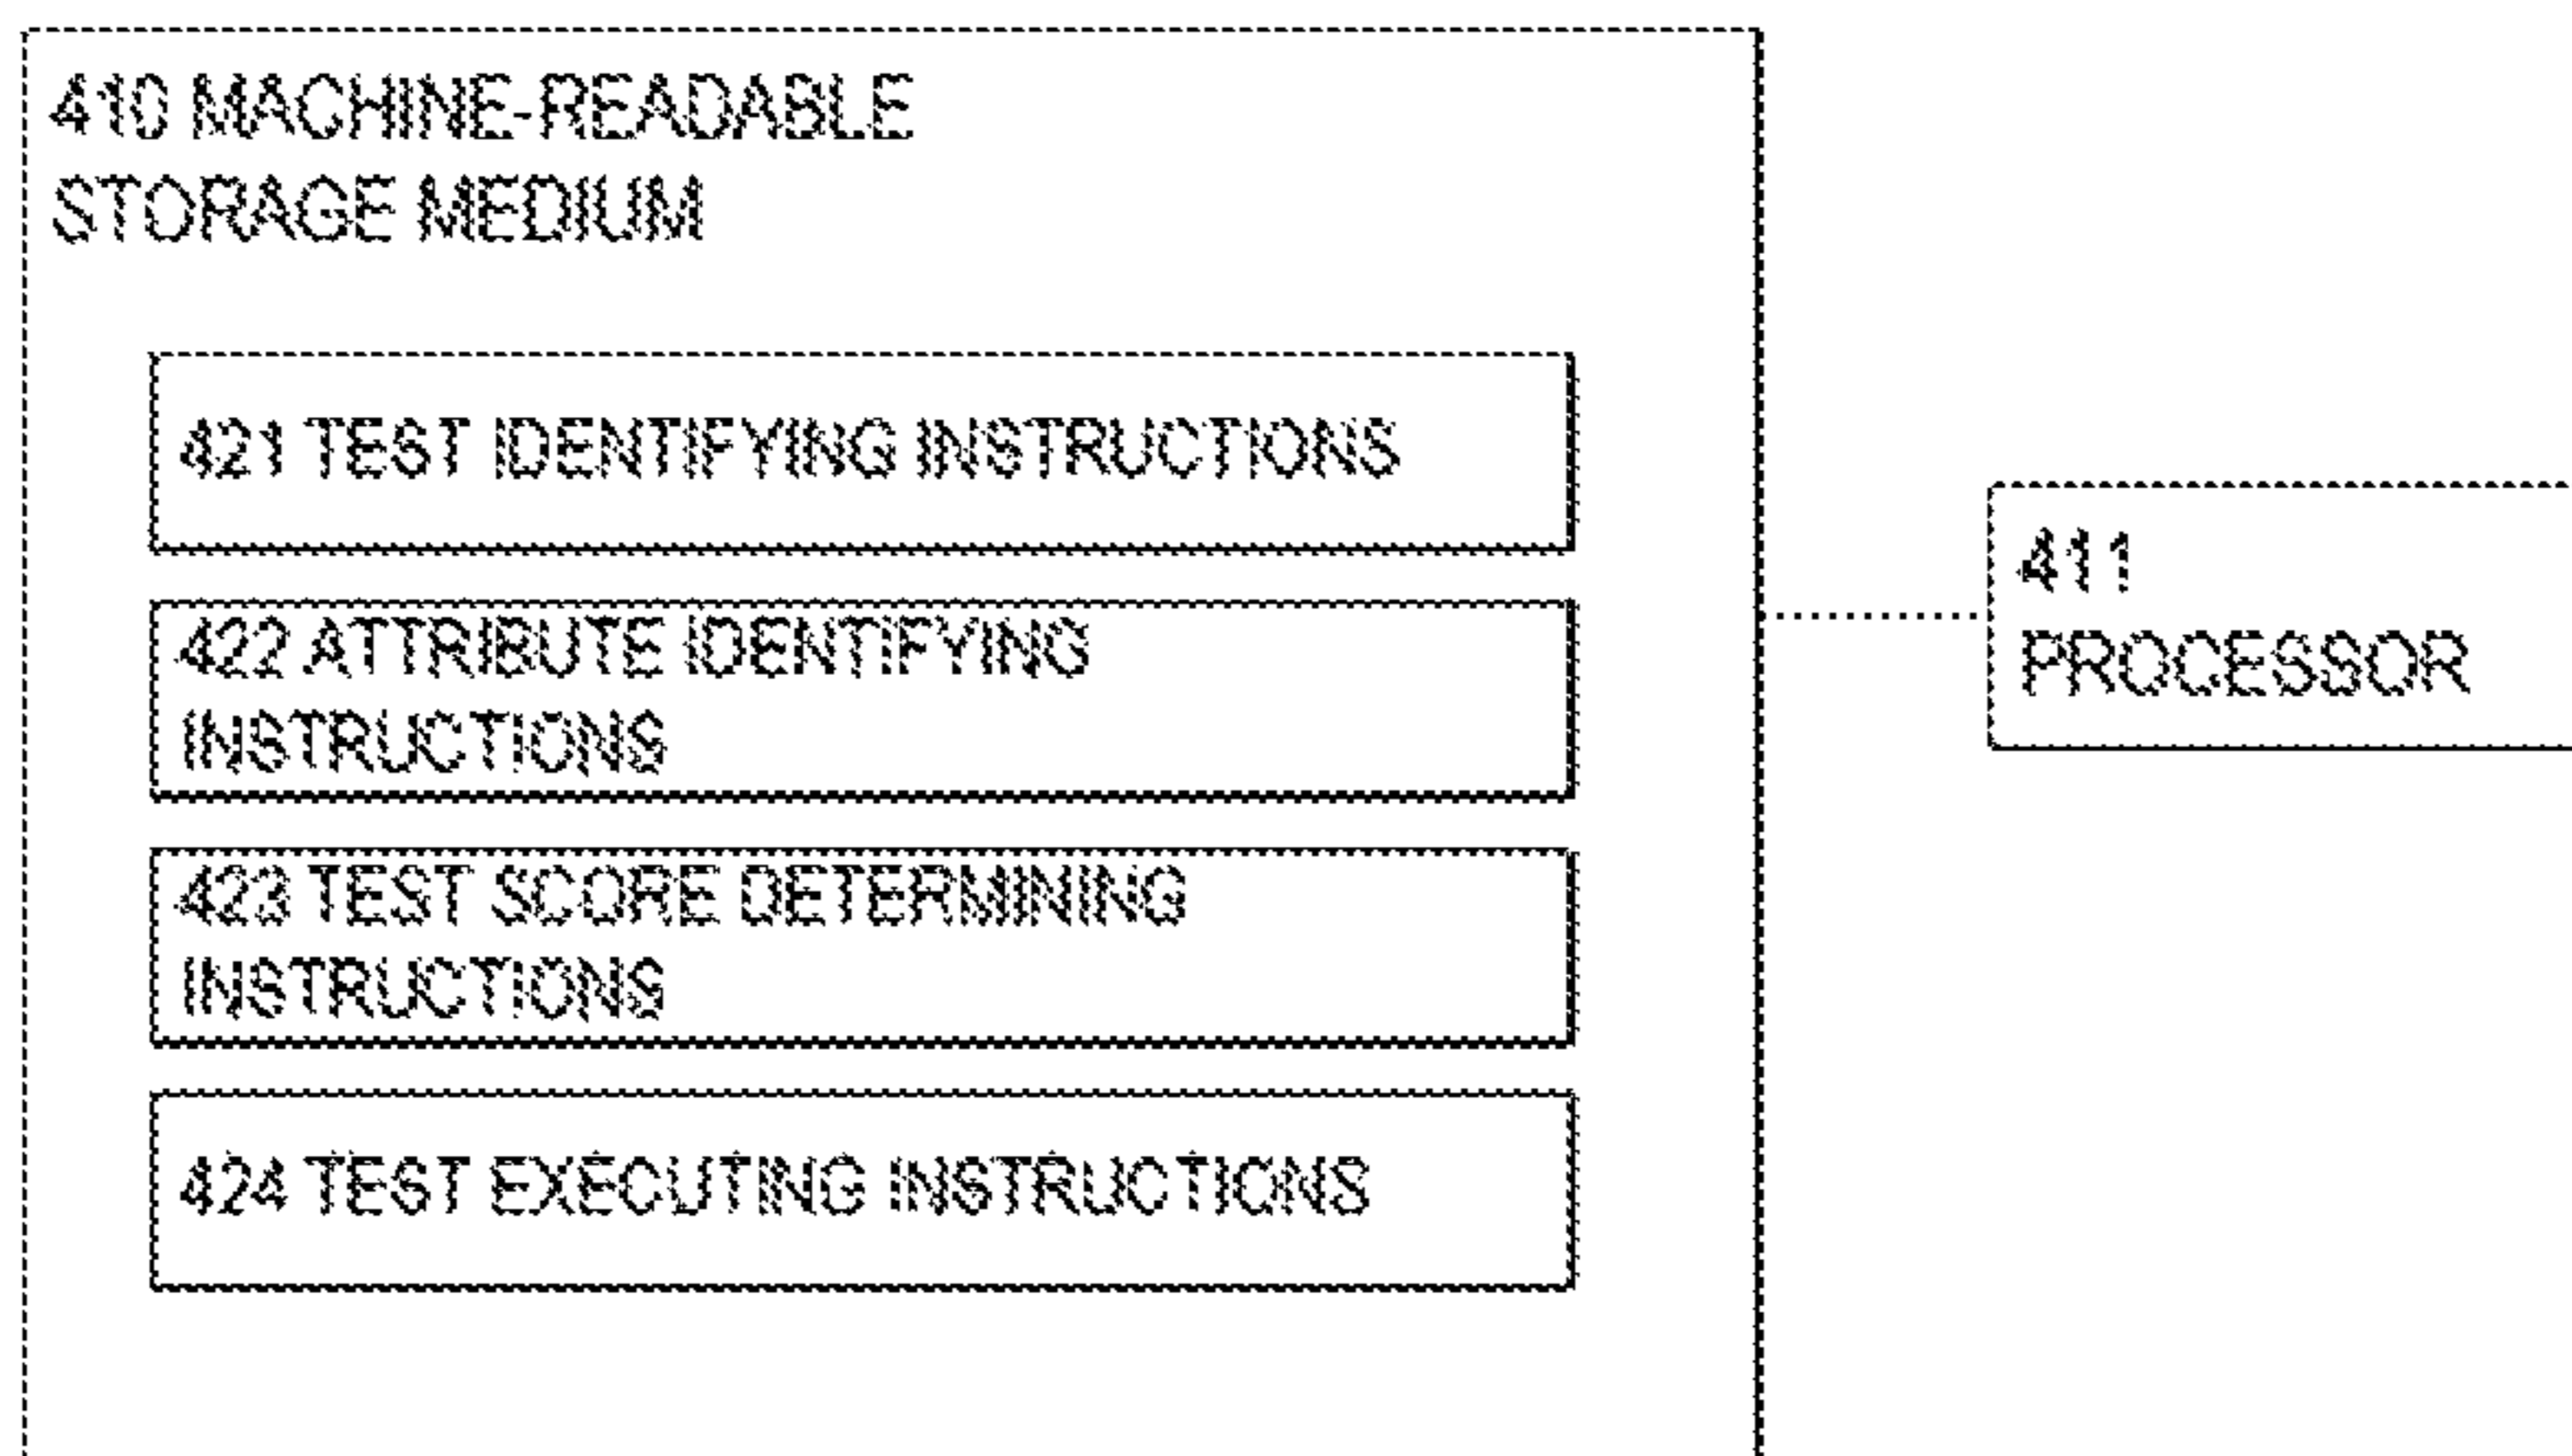 410 MACHINE-READABLE
STORAGE MEDIUM
421 TEST IDENTIFYING INSTRUCTIONS
422 ATTRIBUTE IDENTIFYING
INSTRUCTIONS
423 TEST SCORE DETERMINING
INSTRUCTIONS
424 TEST EXECUTING INSTRUCTIONS
411
PROCESSOR